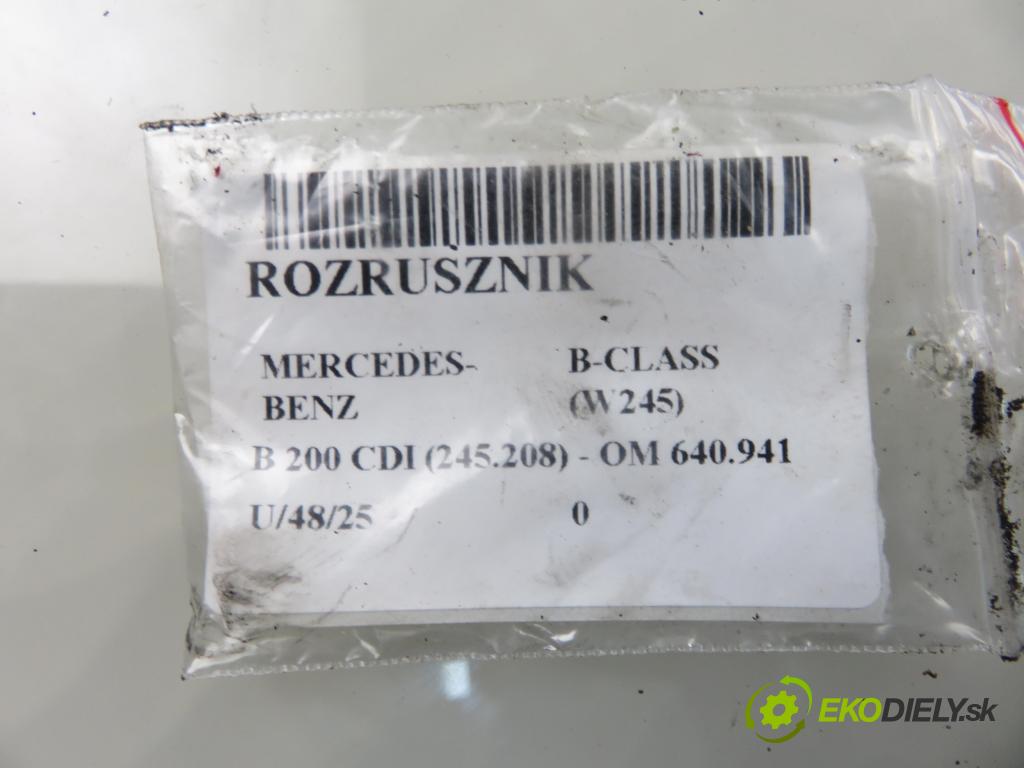 ROZRUSZNIK
MERCEDES-
BENZ
B-CLASS
(W245)
B 200 CDI (245.208) - OM 640.941
U/48/25 0
EKODIELY.sk